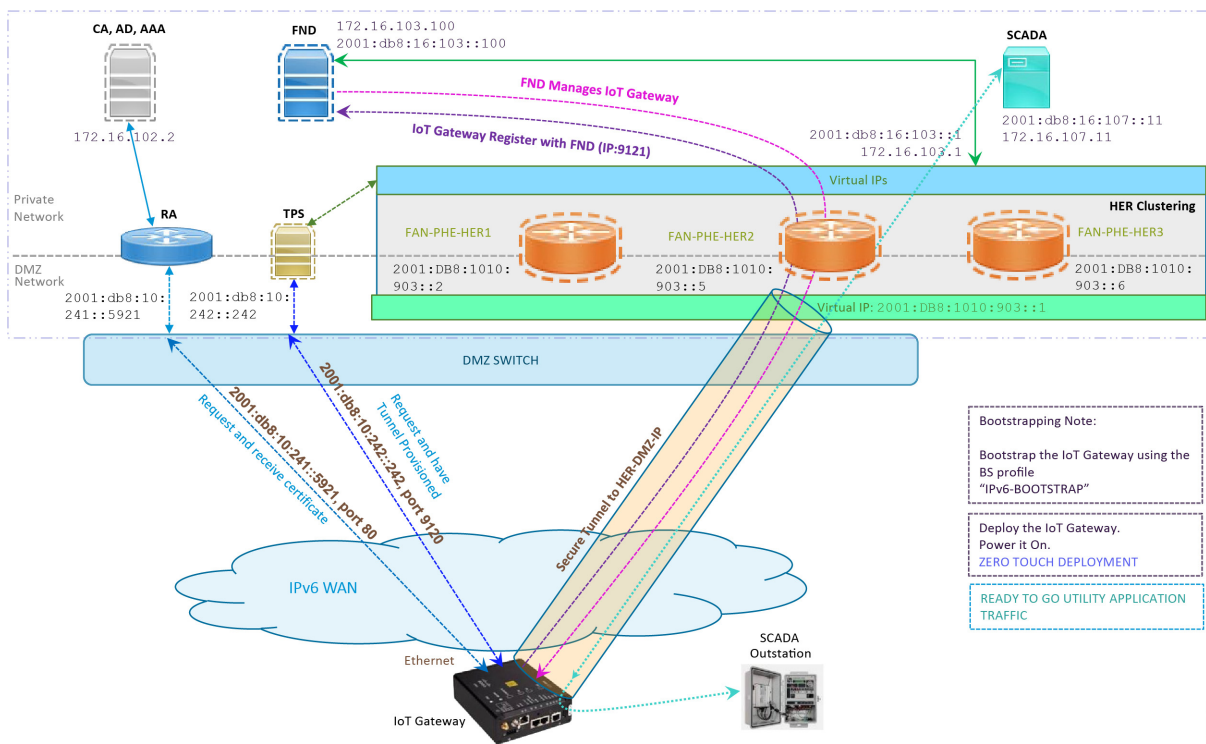 CA, AD, AAA
FND
172.16.103.100
2001:db8:16:103::100
SCADA
172.16.102.2
FND Manages IoT Gateway
IoT Gateway Register with FND (IP:9121)
2001:db8:16:103::1
172.16.103.1
2001:db8:16:107::11
172.16.107.11
Virtual IPs
Private
Network
RA
TPS
HER Clustering
FAN-PHE-HER1
FAN-PHE-HER2
FAN-PHE-HER3
DMZ
Network
2001:DB8:1010:
903::2
2001:DB8:1010:
903::5
2001:DB8:1010:
903::6
2001:db8:10:
241::5921
2001:db8:10:
242::242
Virtual IP: 2001:DB8:1010:903::1
DMZ SWITCH
2001:db8:10:241::5921, port 80
Request and receive certificate
2001:db8:10:242::242, port 9120
Request and have
Tunnel Provisioned
Secure Tunnel to HER-DMZ-IP
Bootstrapping Note:
Bootstrap the IoT Gateway using the
BS profile
“IPv6-BOOTSTRAP”
Deploy the IoT Gateway.
Power it On.
ZERO TOUCH DEPLOYMENT
READY TO GO UTILITY APPLICATION
TRAFFIC
IPv6 WAN
Ethernet
IoT Gateway
SCADA
Outstation